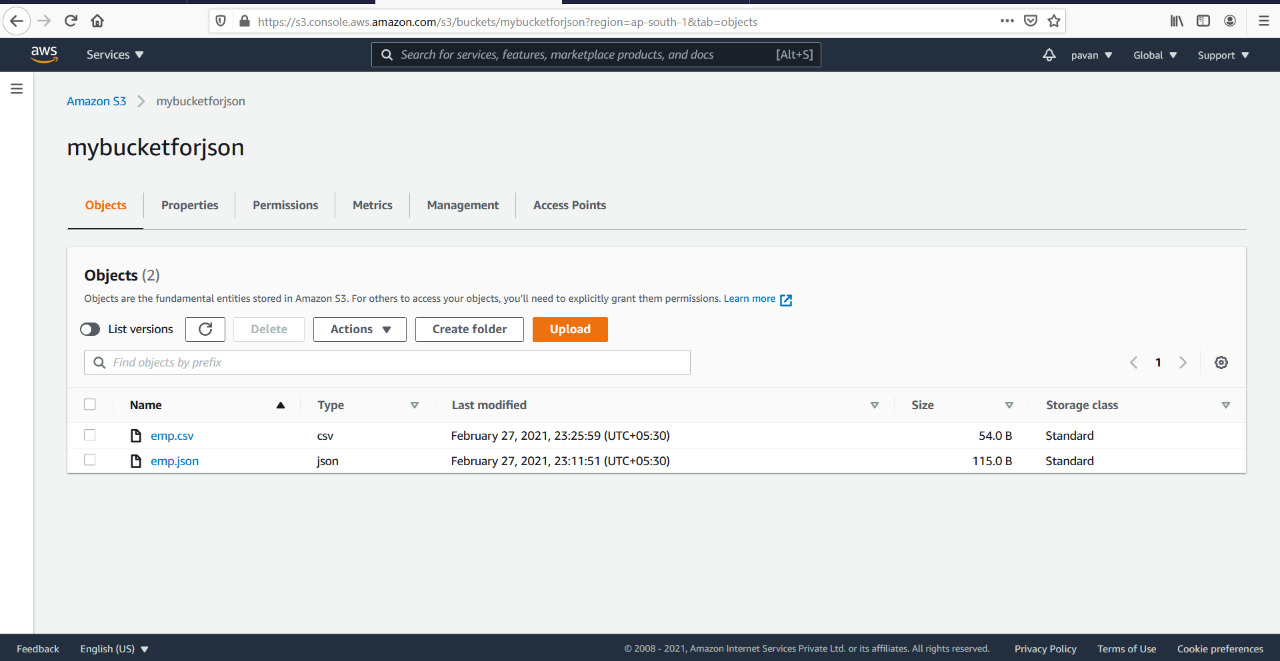 https://s3.console.aws.amazon.com/s3/buckets/mybucketforjson?region=ap-south-1&tab=objects
aws Services Search for services, features, marketplace products, and docs [Alt+S] pavan Global Support
Amazon S3 mybucketforjson
mybucketforjson
Objects Properties Permissions Metrics Management Access Points
Objects (2)
Objects are the fundamental entities stored in Amazon S3. For others to access your objects, you'll need to explicitly grant them permissions. Learn more
List versions Delete Actions Create folder Upload
Find objects by prefix 1
Name Type Last modified Size Storage class
emp.csv csv February 27, 2021, 23:25:59 (UTC+05:30) 54.0 B Standard
emp.json json February 27, 2021, 23:11:51 (UTC+05:30) 115.0 B Standard
Feedback English (US) © 2008 - 2021, Amazon Internet Services Private Ltd. or its affiliates. All rights reserved. Privacy Policy Terms of Use Cookie preferences